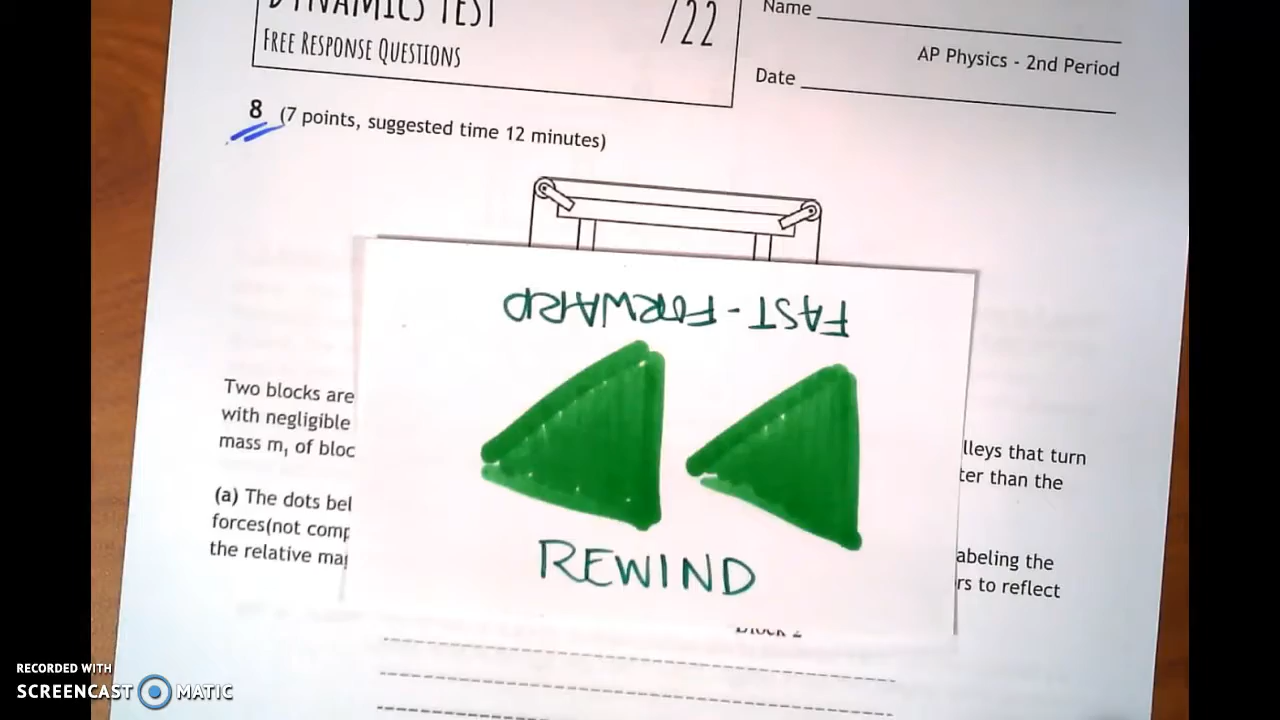 DYNAMICS TEST
FREE RESPONSE QUESTIONS
/22
Name
AP Physics - 2nd Period
Date
8 (7 points, suggested time 12 minutes)
FAST-FORWARD
REWIND
Two blocks are
with negligible
mass m₁ of bloc
lleys that turn
ter than the
(a) The dots bel
forces(not comp
the relative mag
abeling the
rs to reflect
RECORDED WITH
SCREENCAST MATIC